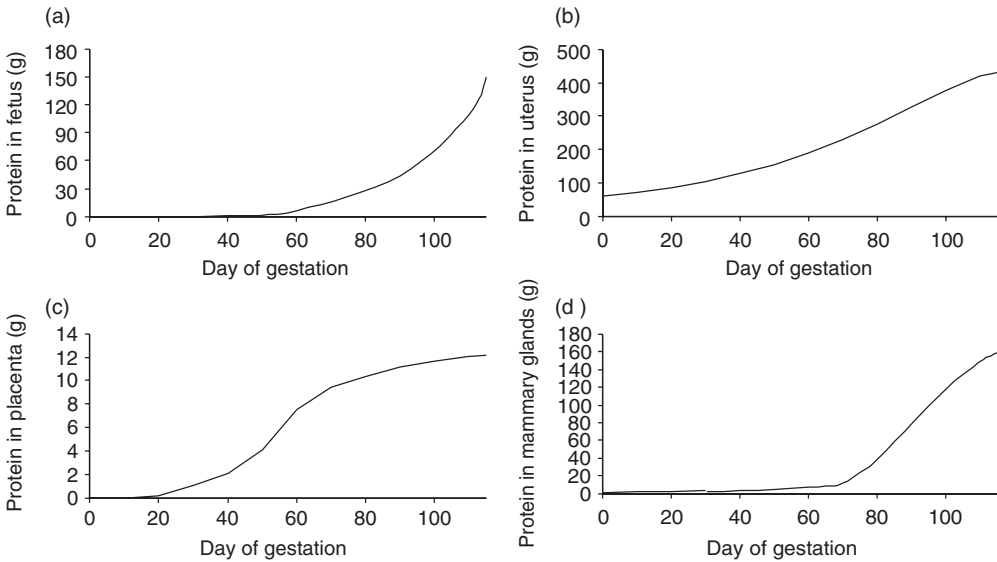 (a)
Protein in fetus (g)
180
150
120
90
60
30
0
0 20 40 60 80 100
Day of gestation
(b)
Protein in uterus (g)
500
400
300
200
100
0
0 20 40 60 80 100
Day of gestation
(c)
Protein in placenta (g)
14
12
10
8
6
4
2
0
0 20 40 60 80 100
Day of gestation
(d )
Protein in mammary glands (g)
180
160
140
120
100
80
60
40
20
0
0 20 40 60 80 100
Day of gestation